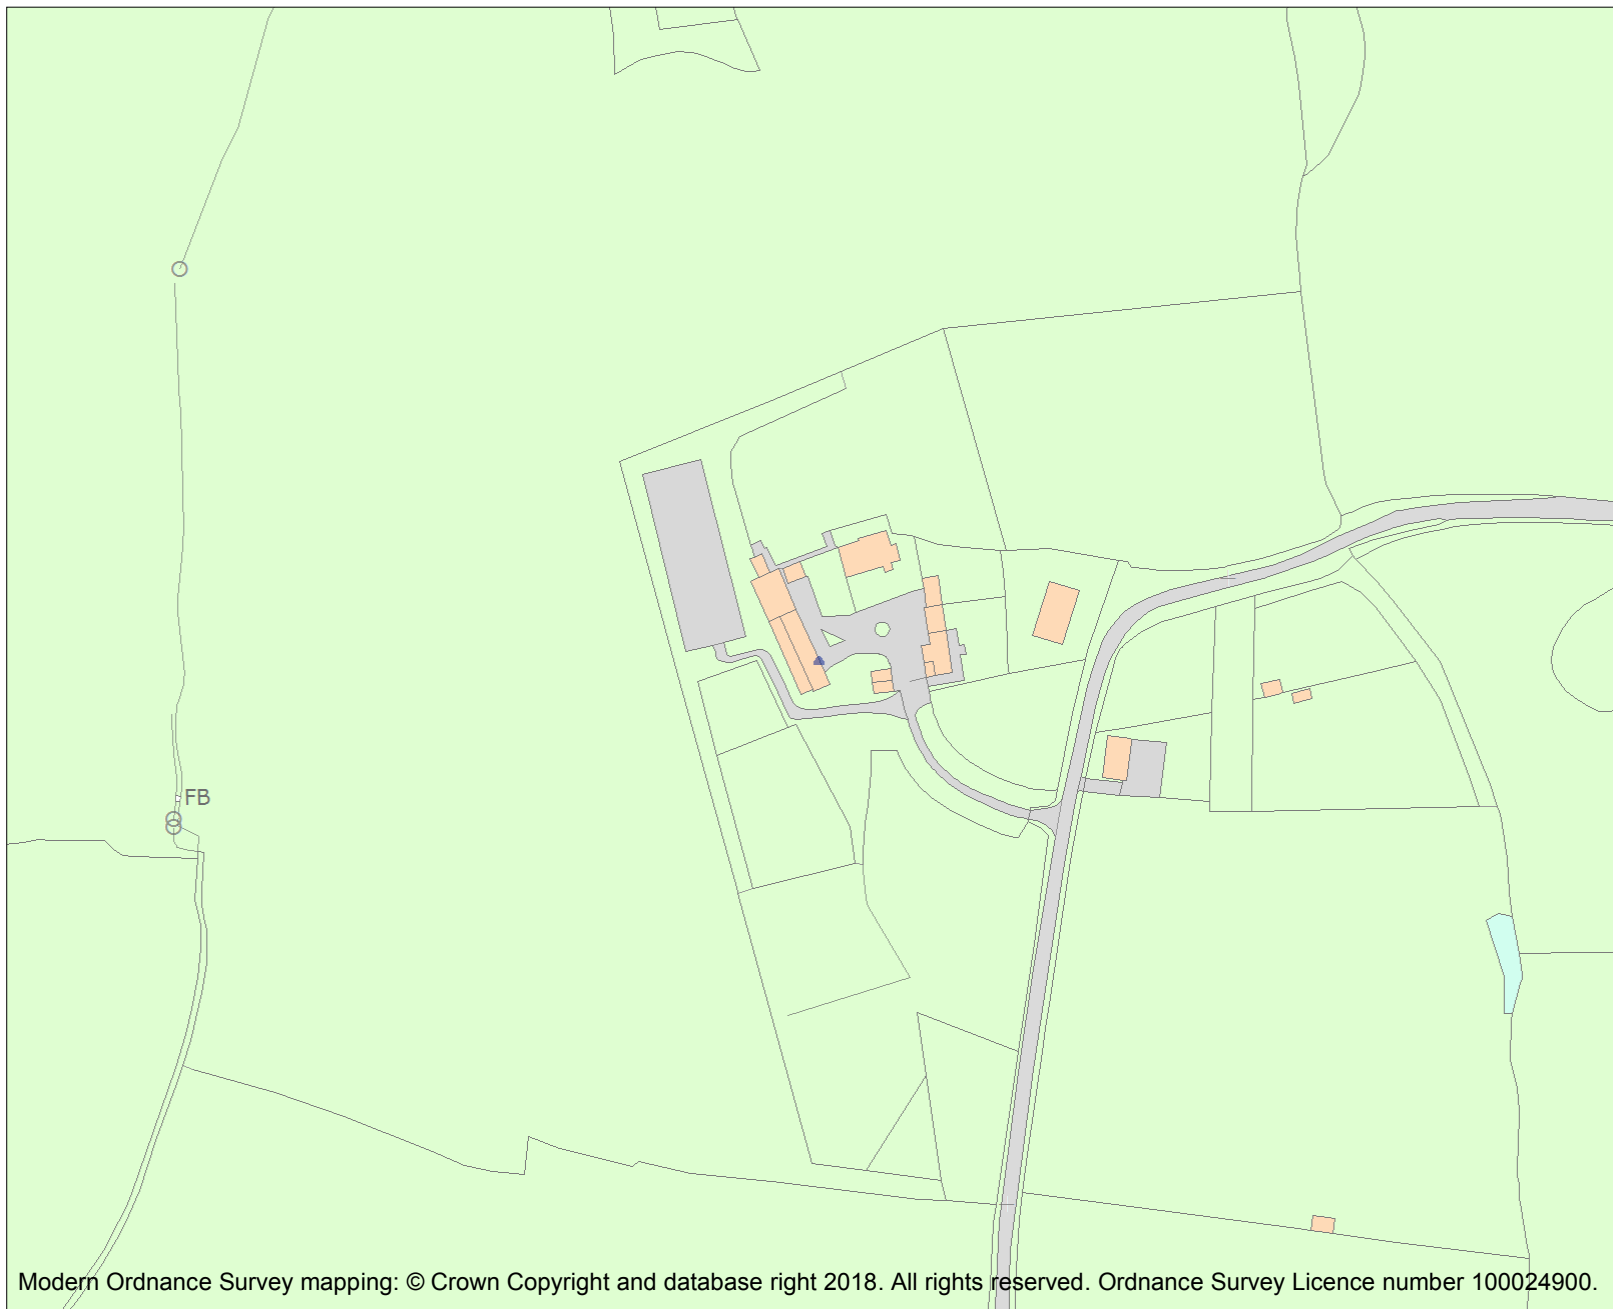 FB
Modern Ordnance Survey mapping: © Crown Copyright and database right 2018. All rights reserved. Ordnance Survey Licence number 100024900.